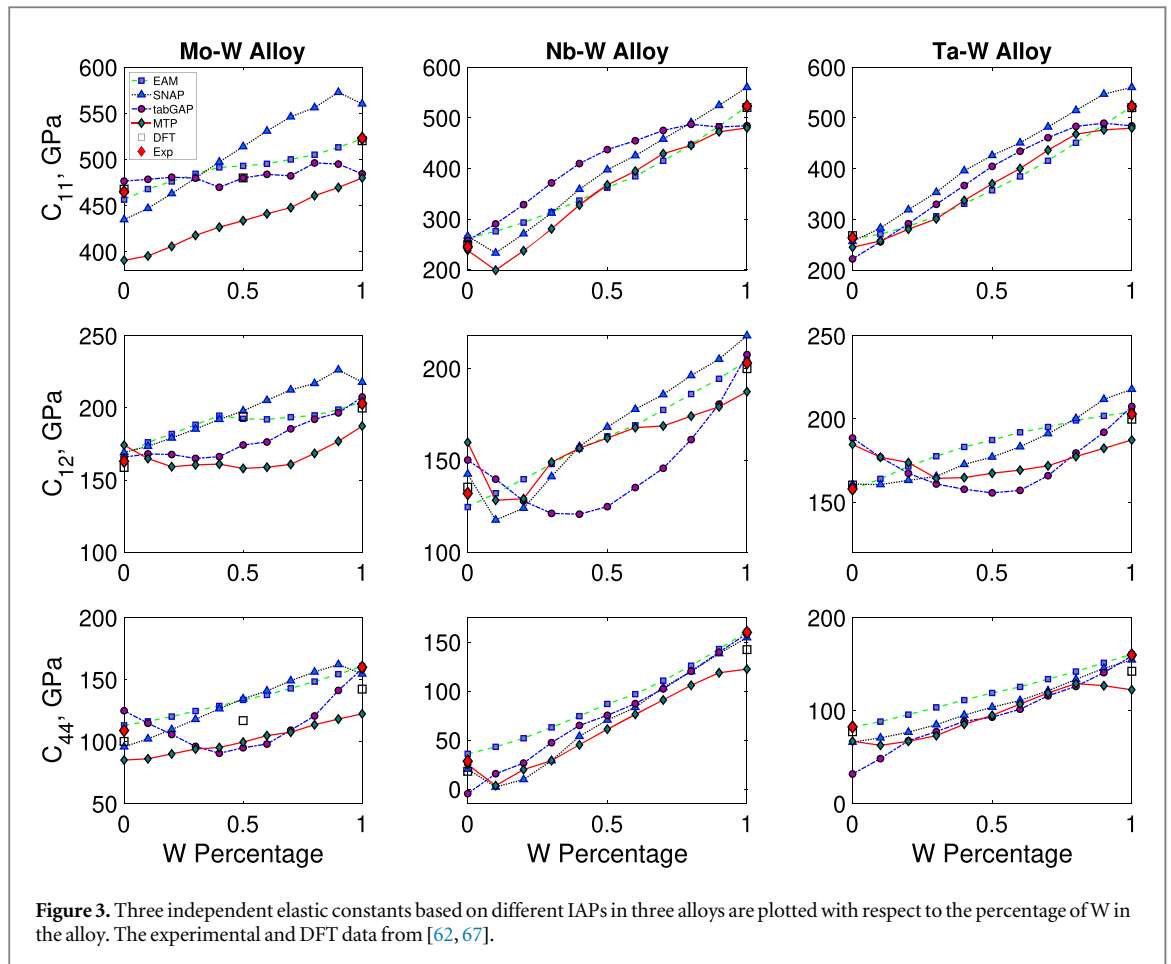 Mo-W Alloy
Nb-W Alloy
Ta-W Alloy
C11, GPa
600
550
500
450
400
EAM
SNAP
tabGAP
MTP
DFT
Exp
0 0.5 1
600
500
400
300
200
0 0.5 1
600
500
400
300
200
0 0.5 1
C12, GPa
250
200
150
100
0 0.5 1
200
150
100
0 0.5 1
250
200
150
100
0 0.5 1
C44, GPa
200
150
100
50
0 0.5 1
W Percentage
150
100
50
0
0 0.5 1
W Percentage
200
100
0
0 0.5 1
W Percentage
Figure 3. Three independent elastic constants based on different IAPs in three alloys are plotted with respect to the percentage of W in
the alloy. The experimental and DFT data from [62, 67].